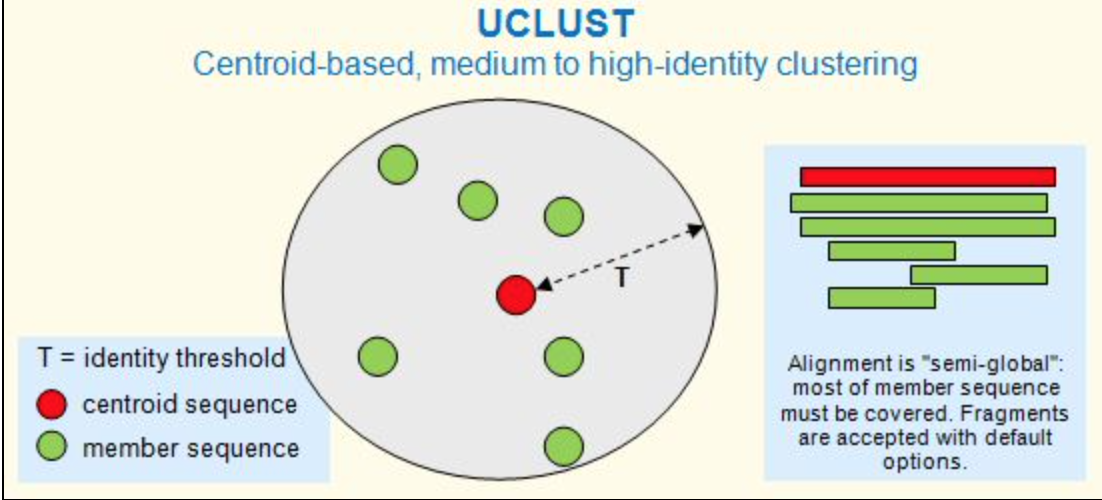 UCLUST
Centroid-based, medium to high-identity clustering
T
T = identity threshold
centroid sequence
member sequence
Alignment is "semi-global":
most of member sequence
must be covered. Fragments
are accepted with default
options.